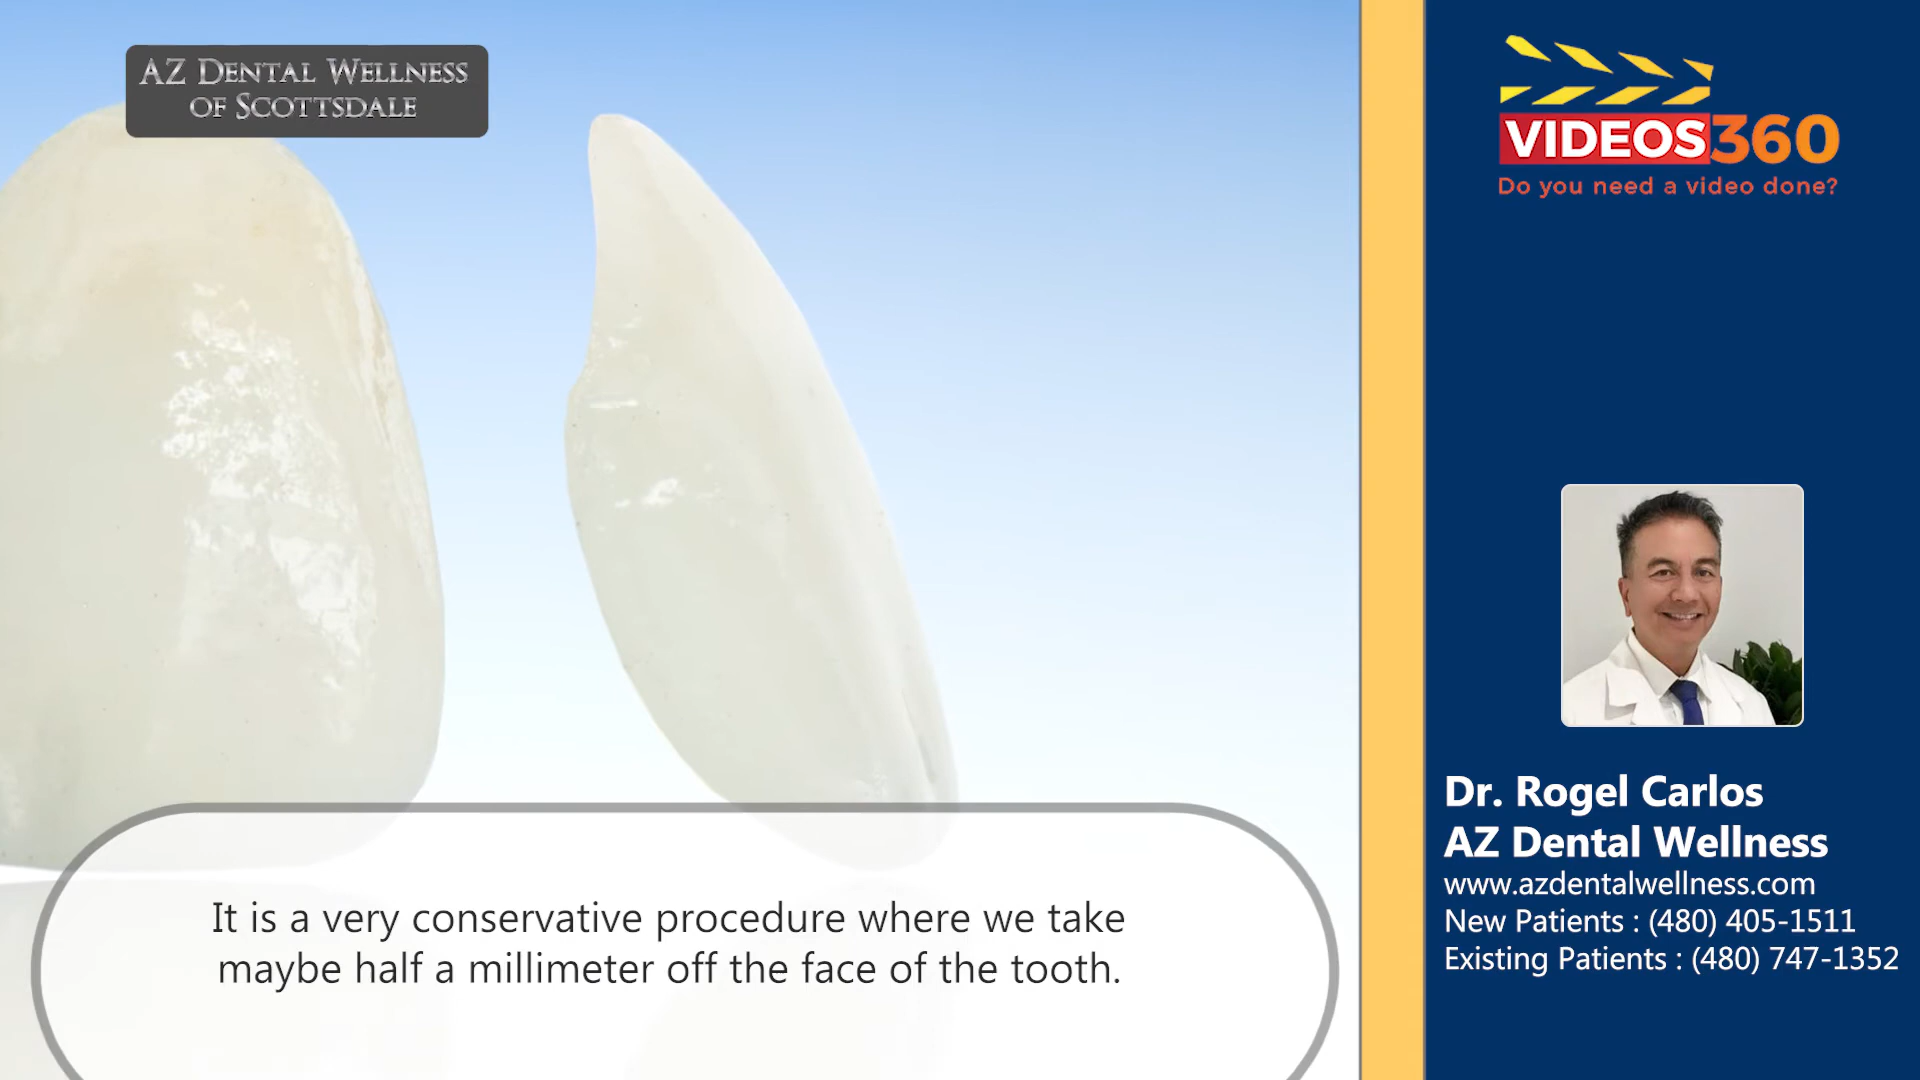 AZ DENTAL WELLNESS
OF SCOTTSDALE
It is a very conservative procedure where we take
maybe half a millimeter off the face of the tooth.
VIDEOS360
Do you need a video done?
Dr. Rogel Carlos
AZ Dental Wellness
www.azdentalwellness.com
New Patients : (480) 405-1511
Existing Patients : (480) 747-1352